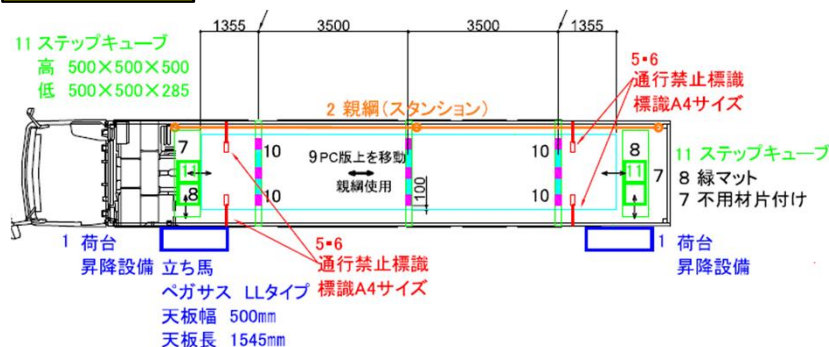 1355
3500
3500
1355
11 ステップキューブ
高 500×500×500
低 500×500×285
5・6
通行禁止標識
標識A4サイズ
2 親綱(スタンション)
7
11
8
10
10
9PC版上を移動
親綱使用
100
10
10
8
11
7
11 ステップキューブ
8 緑マット
7 不用材片付け
1 荷台
昇降設備
立ち馬
ペガサス LLタイプ
天板幅 500mm
天板長 1545mm
5・6
通行禁止標識
標識A4サイズ
1 荷台
昇降設備